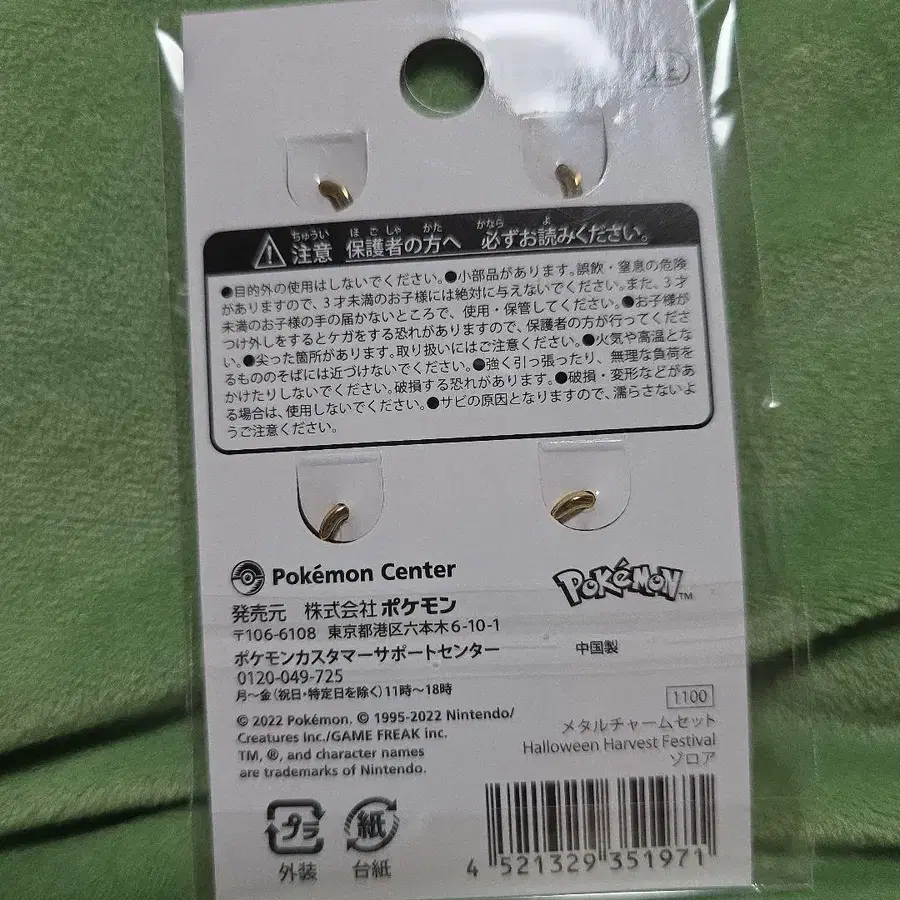 注意 保護者の方へ 必ずお読みください。
●目的外の使用はしないでください。●小部品があります。誤飲・窒息の危険
がありますので、3才未満のお子様には絶対に与えないでください。また、3才
未満のお子様の手の届かないところで、使用・保管してください。●お子様が
つけ外しをするとケガをする恐れがありますので、保護者の方が行ってくださ
い。●尖った箇所があります。取り扱いにはご注意ください。●火気や高温とな
るもののそばには近づけないでください。●強く引っ張ったり、無理な負荷を
かけたりしないでください。破損する恐れがあります。●破損・変形などがあ
る場合は、使用しないでください。●サビの原因となりますので、濡らさないよ
うご注意ください。
Pokémon Center
POKéMON™
発売元 株式会社 ポケモン
〒106-6108 東京都港区六本木6-10-1
ポケモンカスタマーサポートセンター
0120-049-725
月～金(祝日・特定日を除く)11時～18時
中国製
© 2022 Pokémon. © 1995-2022 Nintendo/
Creatures Inc./GAME FREAK inc.
TM, ®, and character names
are trademarks of Nintendo.
1100
メタルチャームセット
Halloween Harvest Festival
ゾロア
プラ
外装
紙
台紙
4 521329 351971